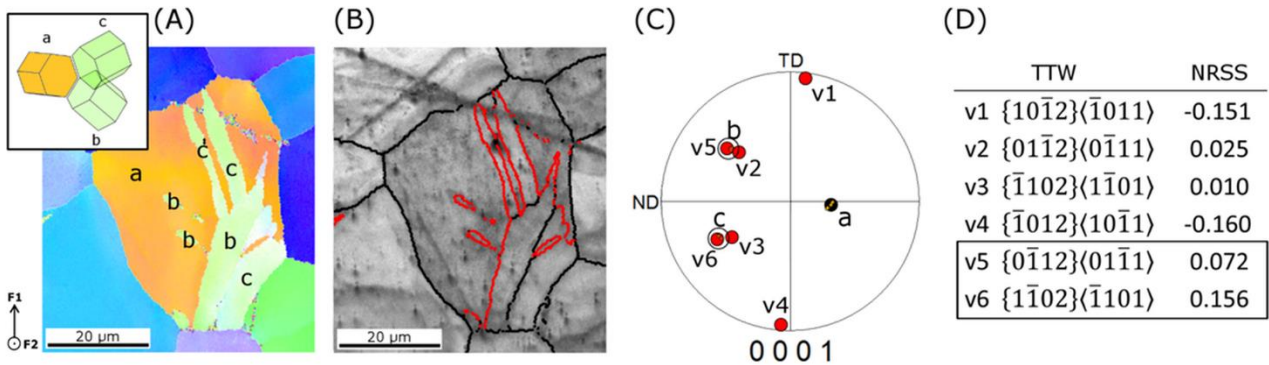 (A)
(B)
(C)
(D)
a
c
b
a
b
b
c
c
b
c
F1
F2
20 µm
20 µm
TD
v1
v5
b
v2
ND
a
c
v6
v3
v4
0 0 0 1
TTW NRSS
v1 {101̄2}⟨1̄011⟩ -0.151
v2 {011̄2}⟨01̄11⟩ 0.025
v3 {1̄102}⟨11̄01⟩ 0.010
v4 {1̄012}⟨101̄1⟩ -0.160
v5 {01̄12}⟨011̄1⟩ 0.072
v6 {11̄02}⟨1̄101⟩ 0.156